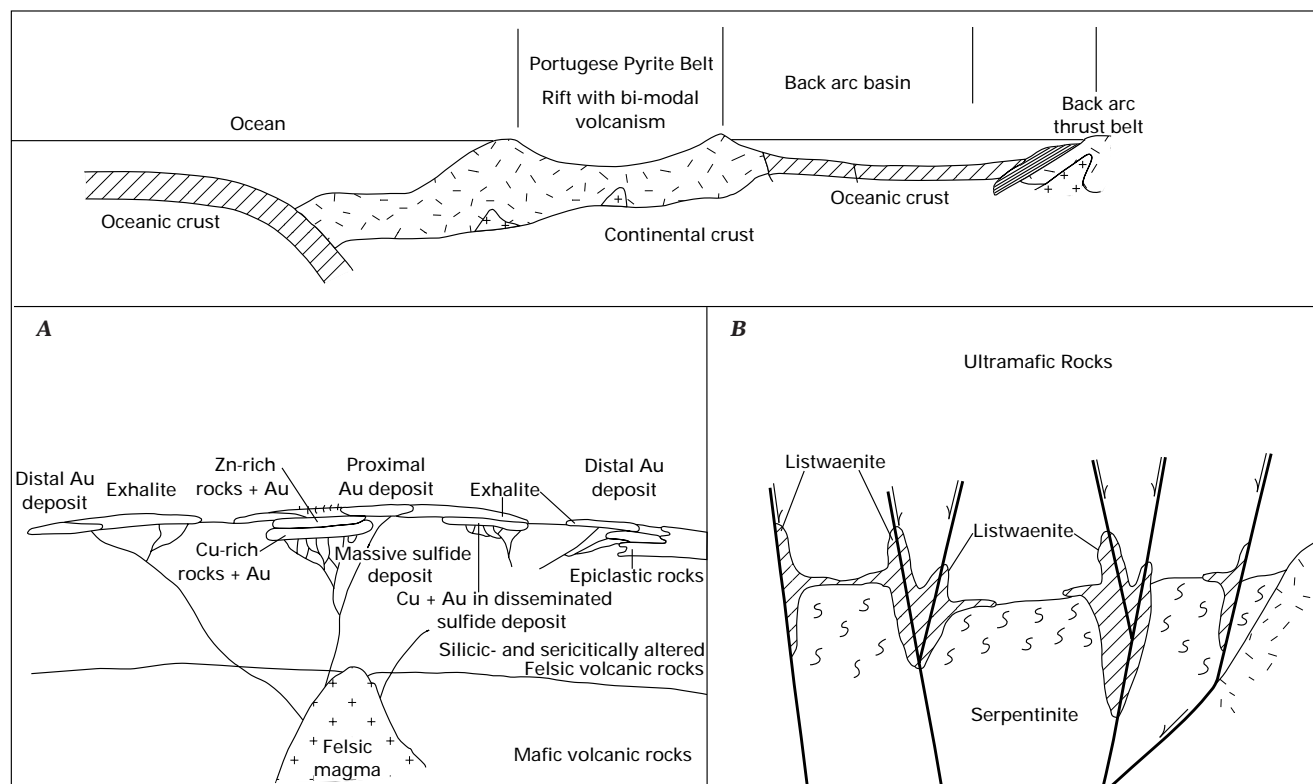 Portugese Pyrite Belt
Rift with bi-modal
volcanism
Back arc basin
Back arc
thrust belt
Ocean
Oceanic crust
Oceanic crust
Continental crust
A
Distal Au
deposit
Exhalite
Zn-rich
rocks + Au
Proximal
Au deposit
Exhalite
Distal Au
deposit
Cu-rich
rocks + Au
Massive sulfide
deposit
Epiclastic rocks
Cu + Au in disseminated
sulfide deposit
Silicic- and sericitically altered
Felsic volcanic rocks
Felsic
magma
Mafic volcanic rocks
B
Ultramafic Rocks
Listwaenite
Listwaenite
Serpentinite